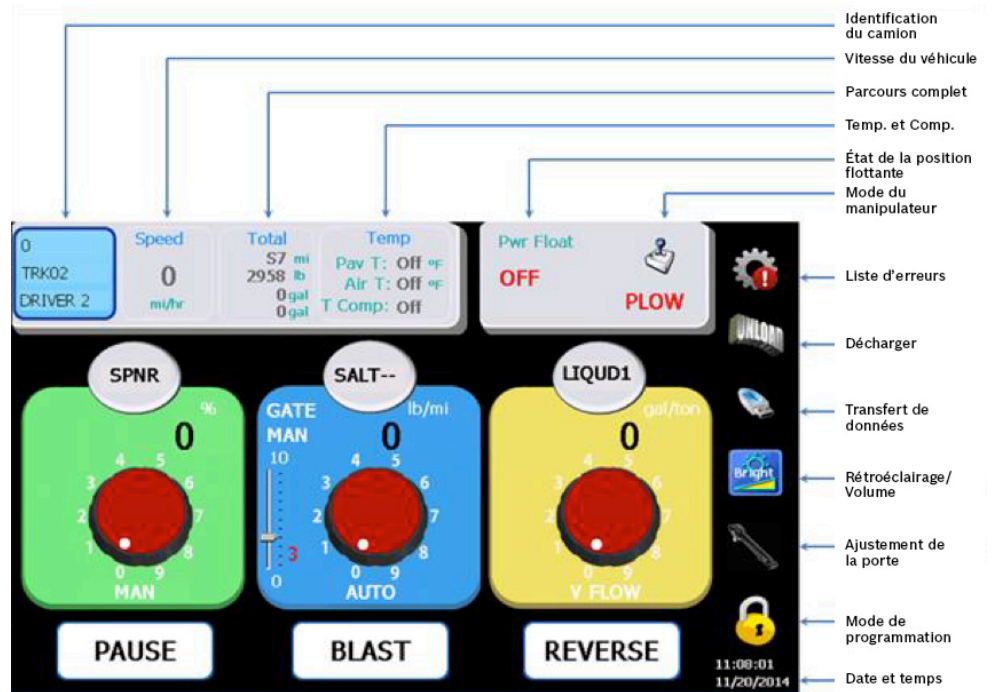 Identification
du camion
Vitesse du véhicule
Parcours complet
Temp. et Comp.
État de la position
flottante
Mode du
manipulateur
0
TRK02
DRIVER 2
Speed
0
mi/hr
Total
S7 mi
2958 lb
0 gal
0 gal
Temp
Pav T: Off °F
Air T: Off °F
T Comp: Off
Pwr Float
OFF
PLOW
Liste d'erreurs
UNLOAD
Décharger
Transfert de
données
Bright
Rétroéclairage/
Volume
Ajustement de
la porte
Mode de
programmation
11:08:01
11/20/2014
Date et temps
SPNR
%
0
0 1 2 3 4 5 6 7 8 9
MAN
SALT--
GATE
MAN
lb/mi
0
10
3
0
0 1 2 3 4 5 6 7 8 9
AUTO
LIQUD1
gal/ton
0
0 1 2 3 4 5 6 7 8 9
V FLOW
PAUSE
BLAST
REVERSE